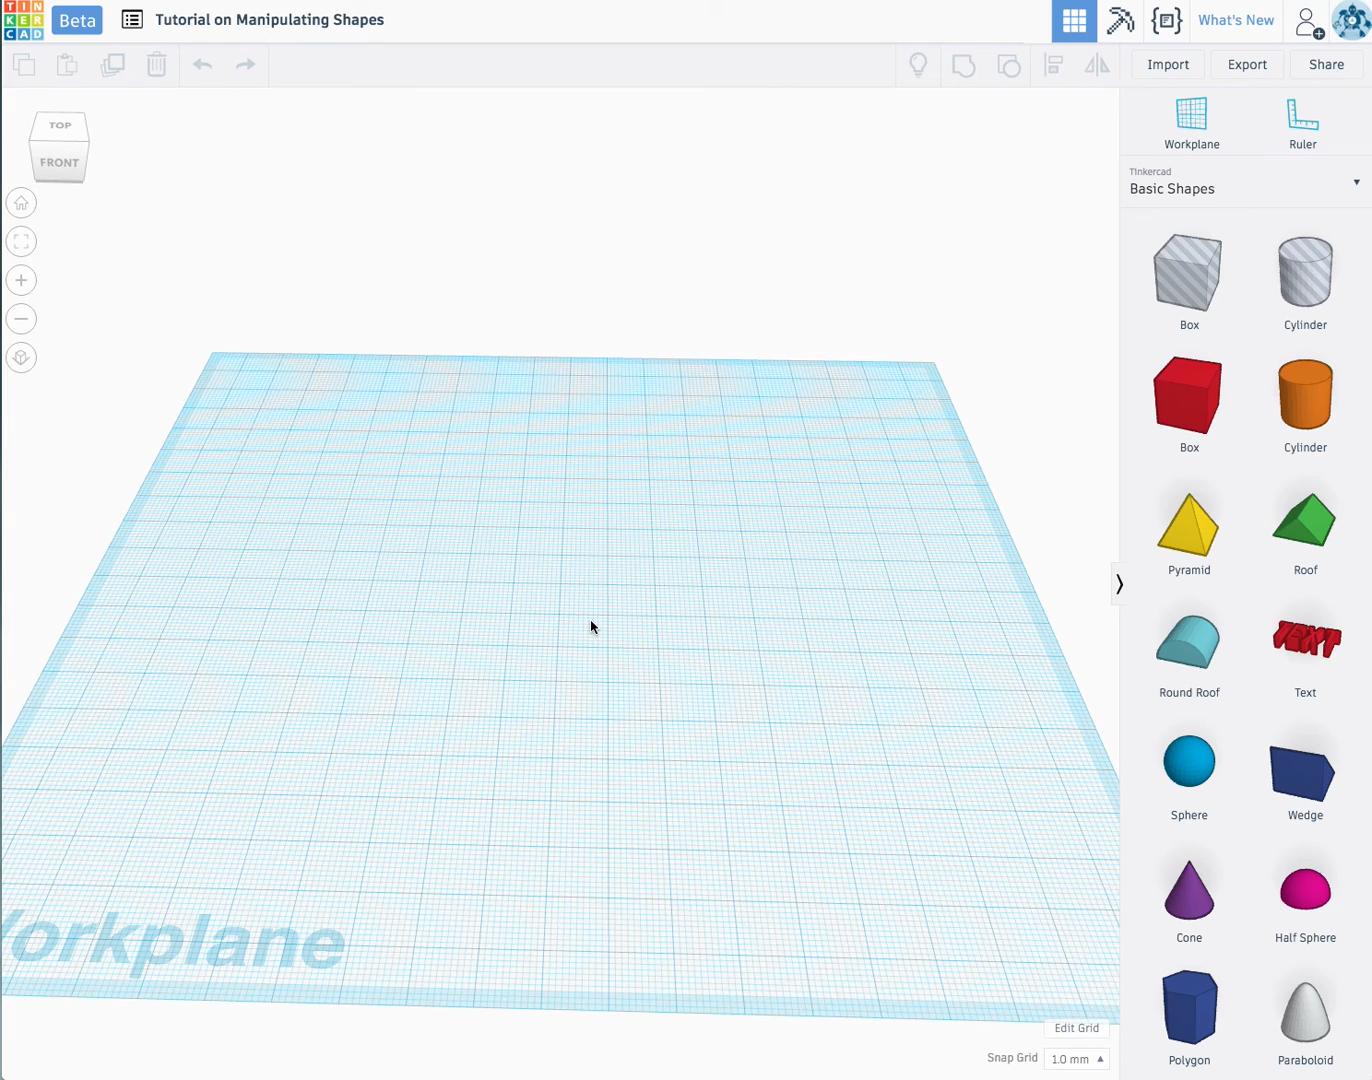 TIN
KER
CAD
Beta
Tutorial on Manipulating Shapes
What's New
Import
Export
Share
TOP
FRONT
Workplane
Ruler
Tinkercad
Basic Shapes
Box
Cylinder
Box
Cylinder
Pyramid
Roof
TEXT
Round Roof
Text
Sphere
Wedge
Cone
Half Sphere
Polygon
Paraboloid
Workplane
Edit Grid
Snap Grid
1.0 mm